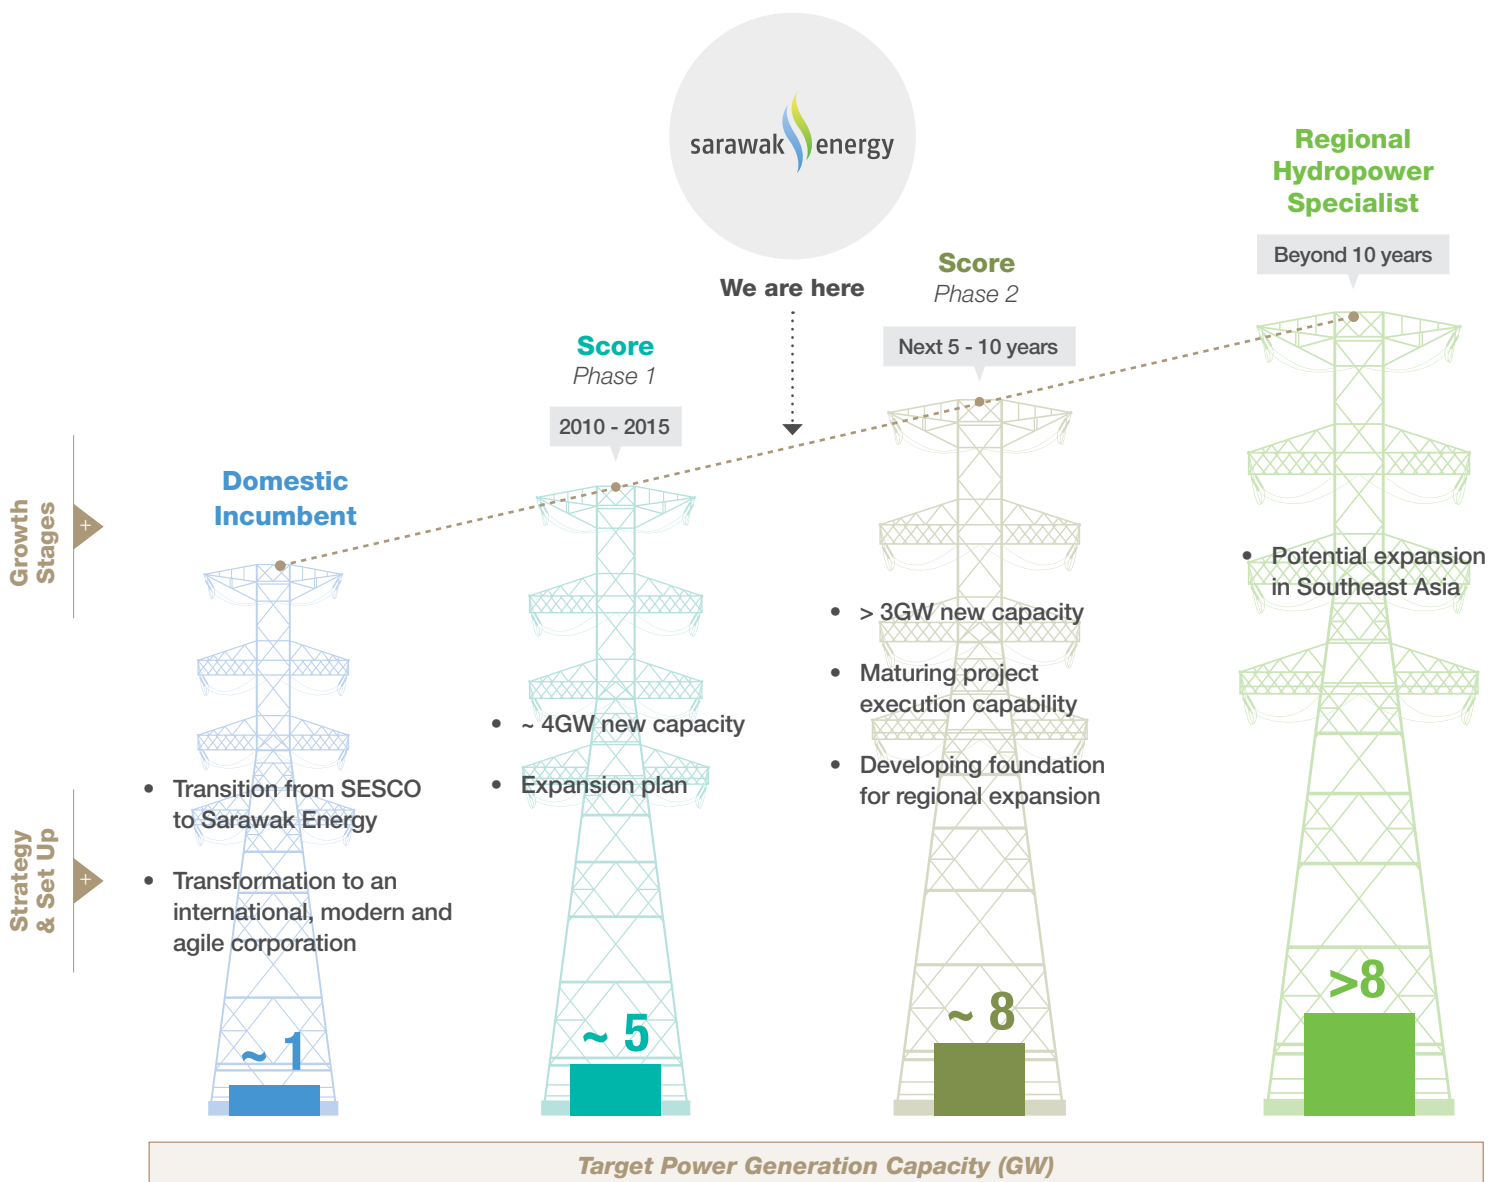 sarawak energy
We are here
Domestic
Incumbent
Score
Phase 1
2010 - 2015
Score
Phase 2
Next 5 - 10 years
Regional
Hydropower
Specialist
Beyond 10 years
Growth
Stages
+
Strategy
& Set Up
+
• Transition from SESCO
to Sarawak Energy
• Transformation to an
international, modern and
agile corporation
• ~ 4GW new capacity
• Expansion plan
• > 3GW new capacity
• Maturing project
execution capability
• Developing foundation
for regional expansion
• Potential expansion
in Southeast Asia
~ 1
~ 5
~ 8
>8
Target Power Generation Capacity (GW)